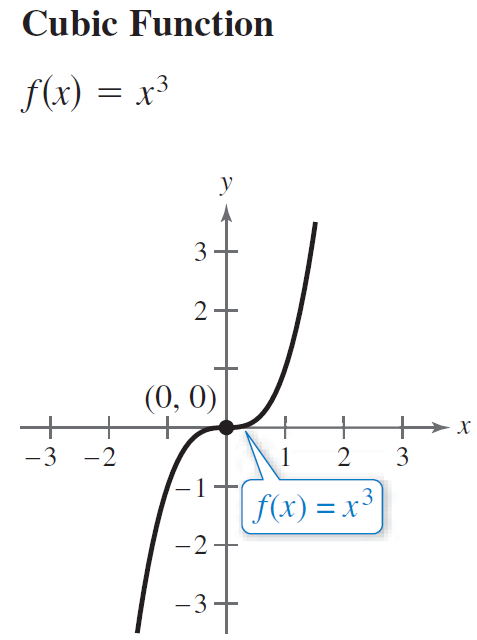 Cubic Function
f(x) = x³
y
3
2
(0, 0)
x
−3 −2 1 2 3
−1
f(x) = x³
−2
−3